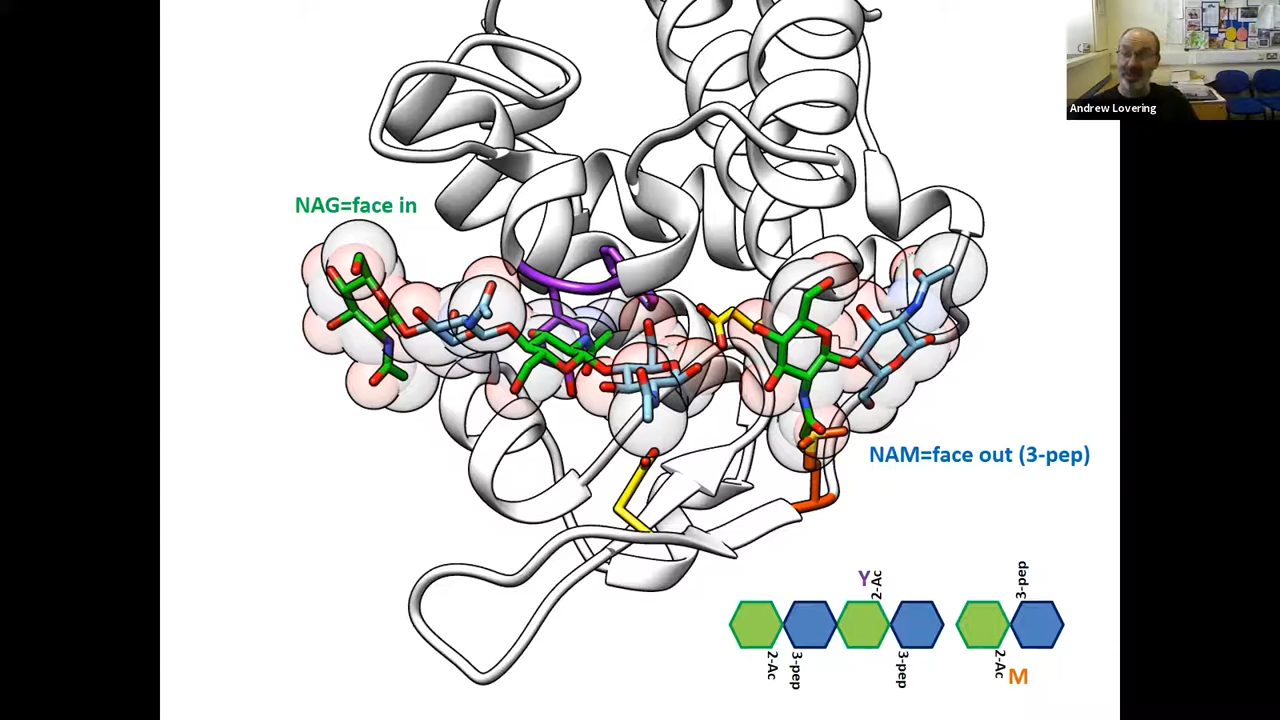 Andrew Lovering
NAG=face in
NAM=face out (3-pep)
Y
2-Ac
3-pep
2-Ac
3-pep
3-pep
2-Ac
M